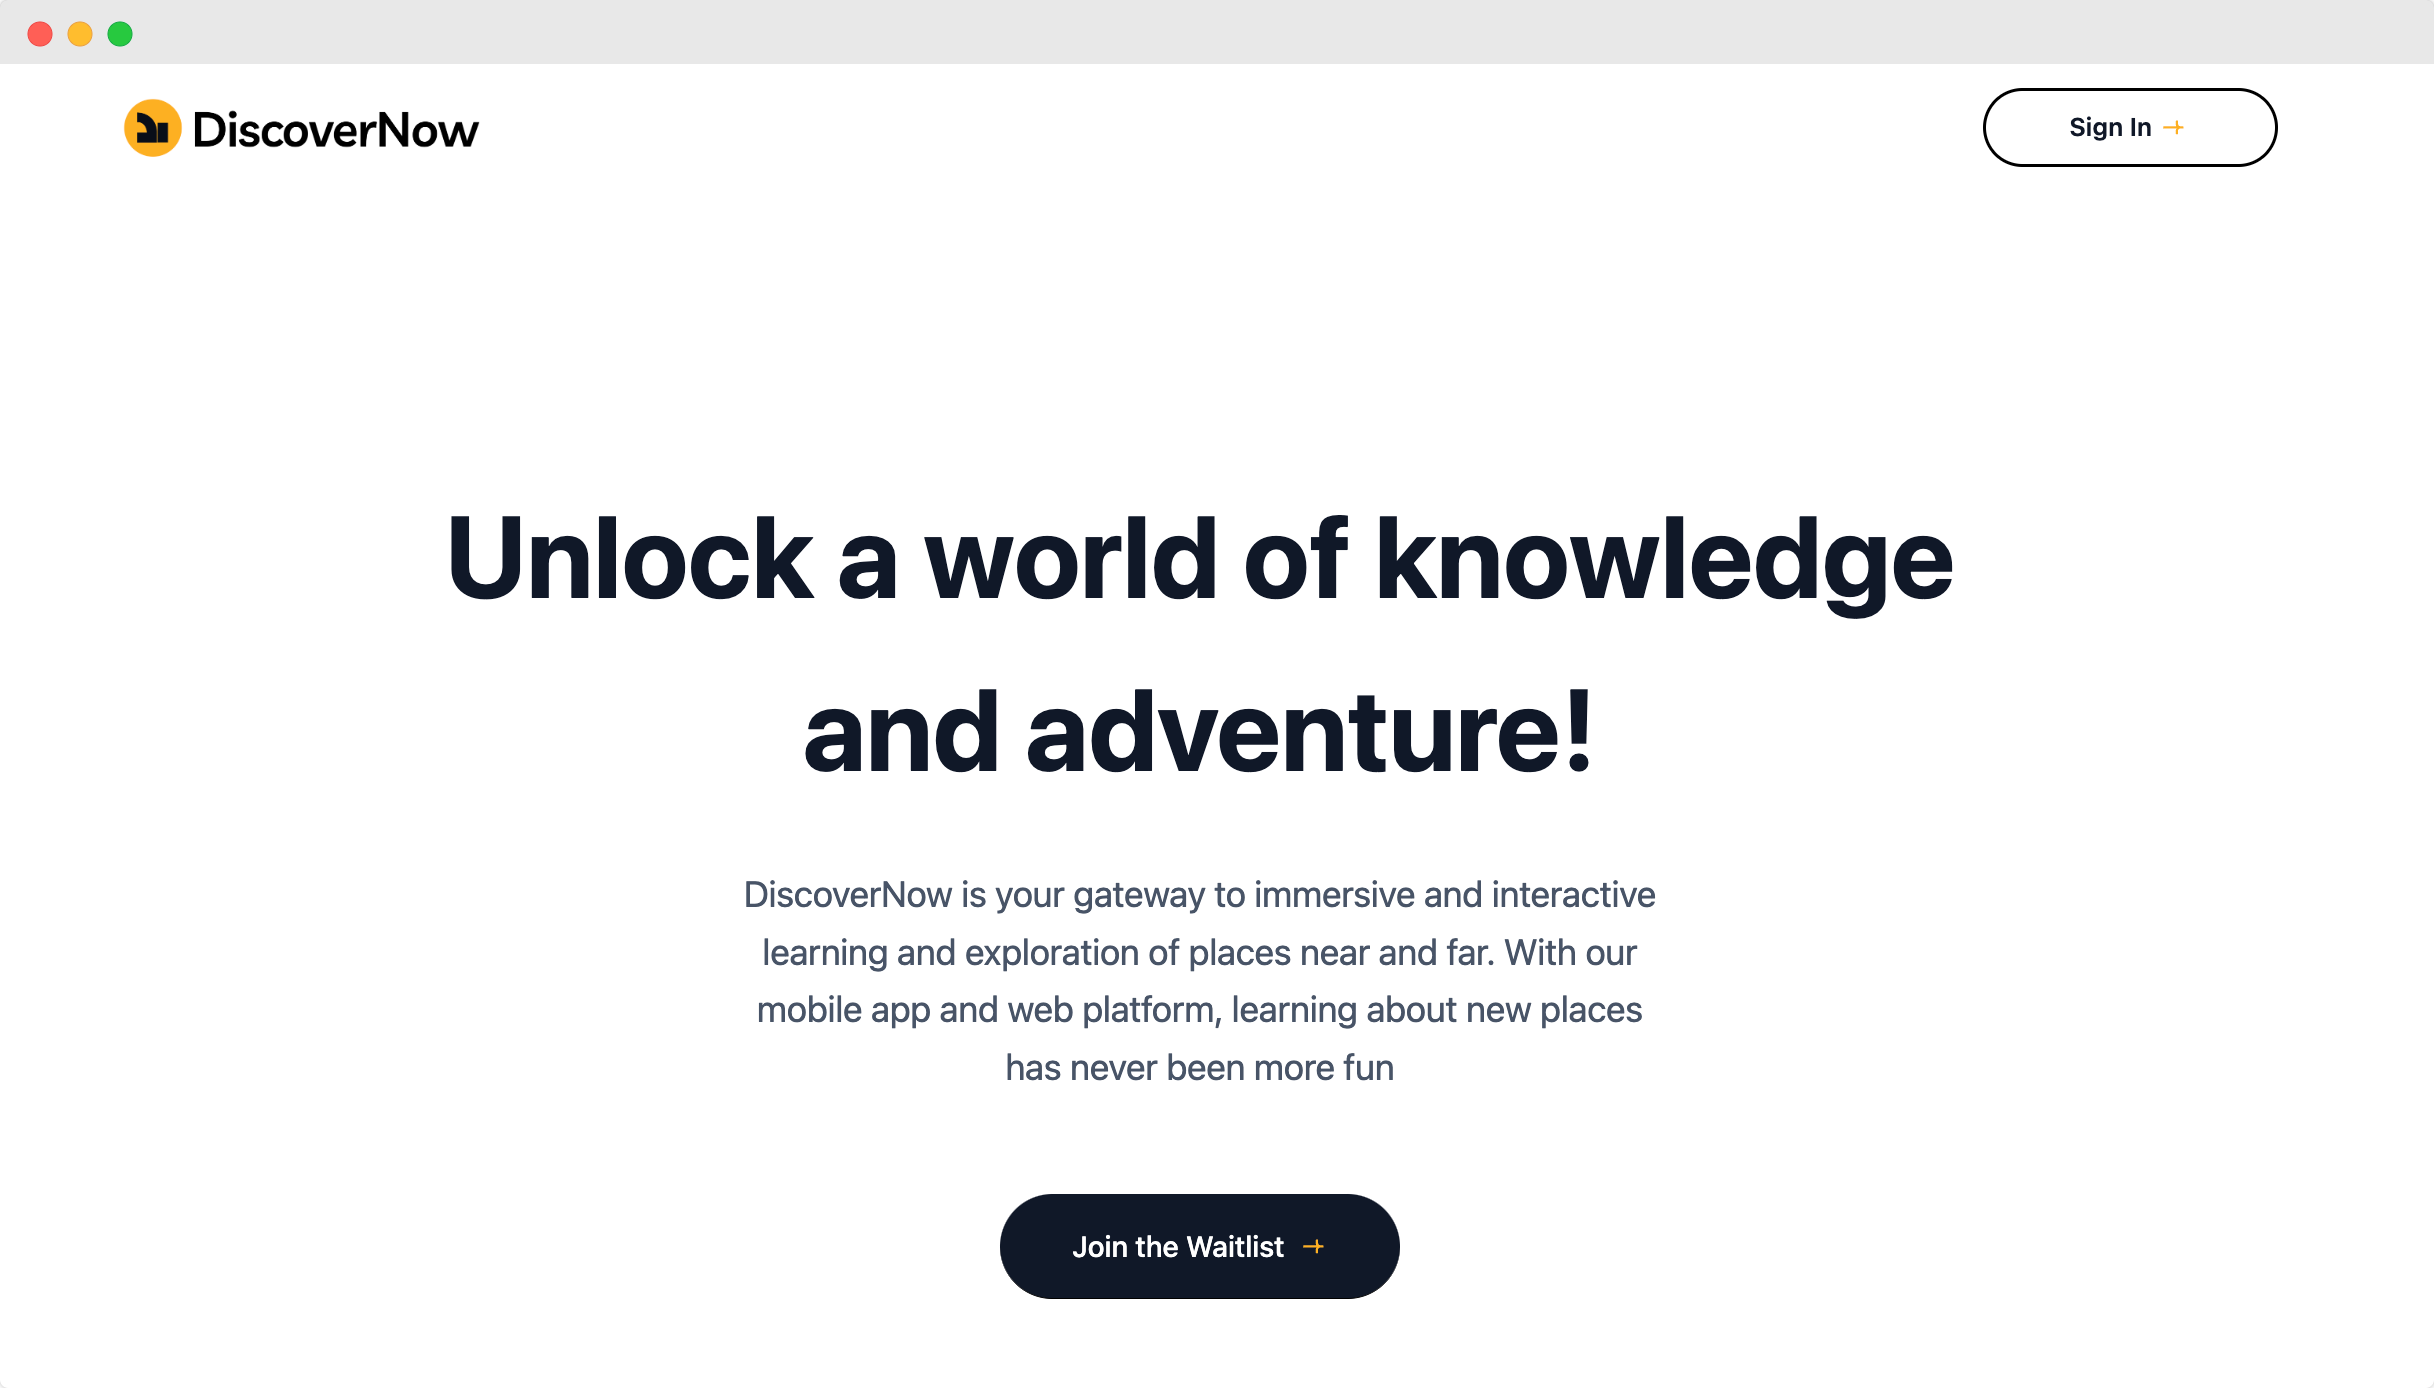 DiscoverNow
Sign In
Unlock a world of knowledge
and adventure!
DiscoverNow is your gateway to immersive and interactive
learning and exploration of places near and far. With our
mobile app and web platform, learning about new places
has never been more fun
Join the Waitlist